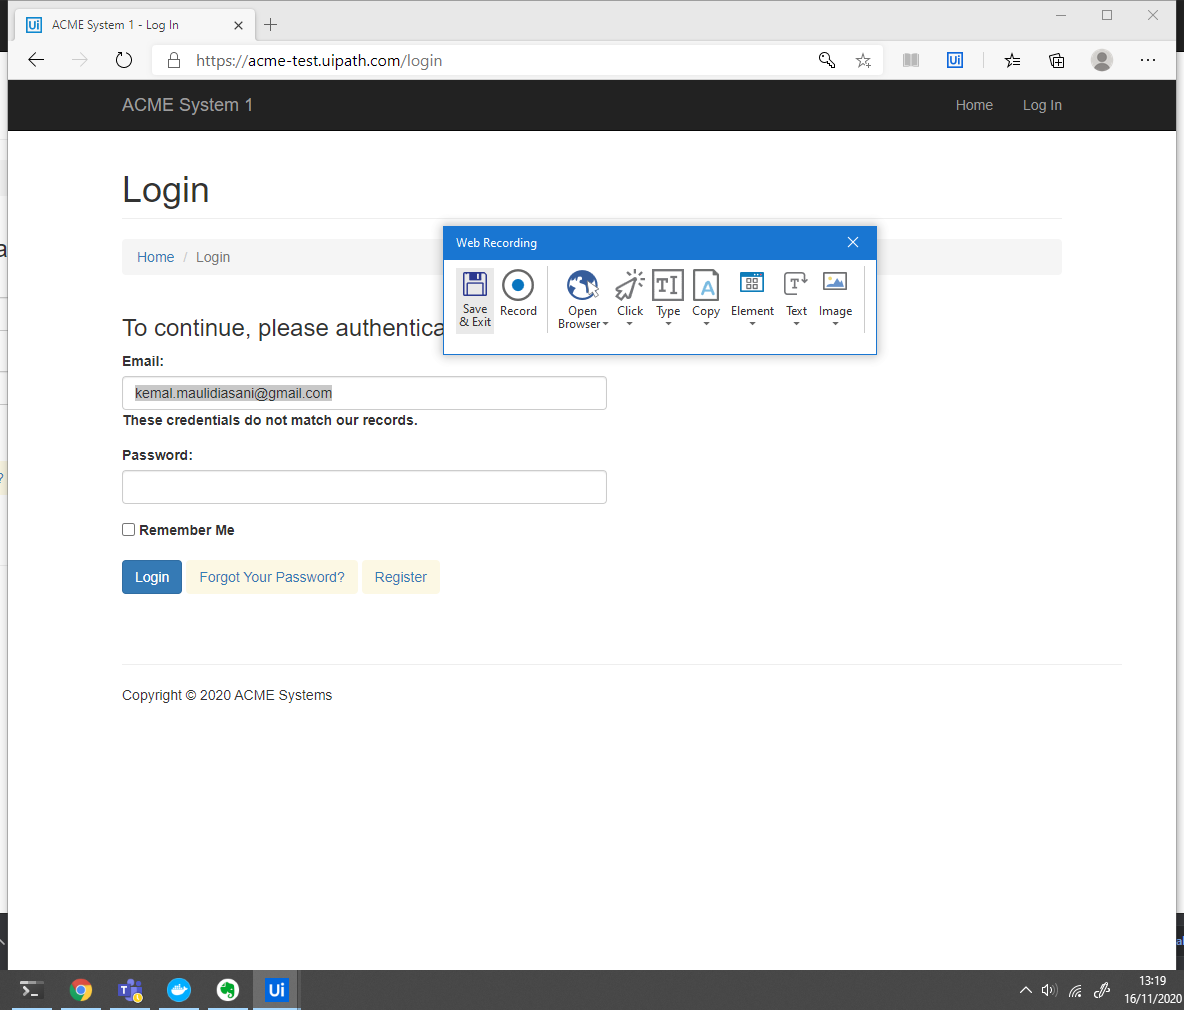 Ui ACME System 1 - Log In
https://acme-test.uipath.com/login
Ui
ACME System 1 Home Log In
Login
Web Recording
Home / Login
Save & Exit
Record
Open Browser
Click
Type
Copy
Element
Text
Image
To continue, please authentica
Email:
kemal.maulidiasani@gmail.com
These credentials do not match our records.
Password:
Remember Me
Login Forgot Your Password? Register
Copyright © 2020 ACME Systems
Ui
13:19
16/11/2020